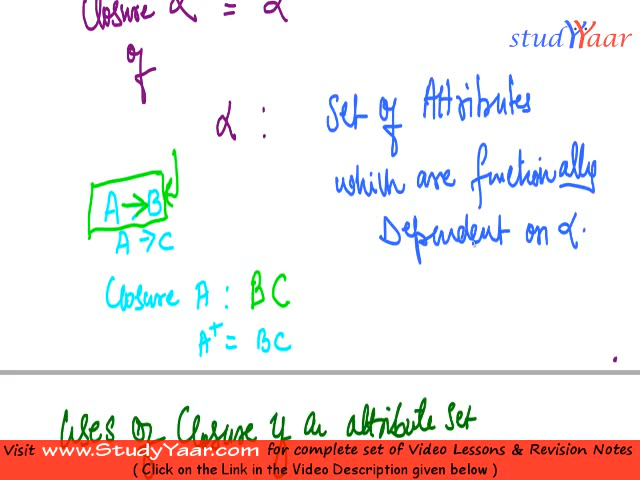 Closure α = α
studYYaar
of
α : Set of Attributes
which are functionally
Dependent on α.
A → B
A → C
Closure A : BC
A⁺ = BC
Uses of Closure of an attribute set
Visit www.StudyYaar.com for complete set of Video Lessons & Revision Notes
( Click on the Link in the Video Description given below )